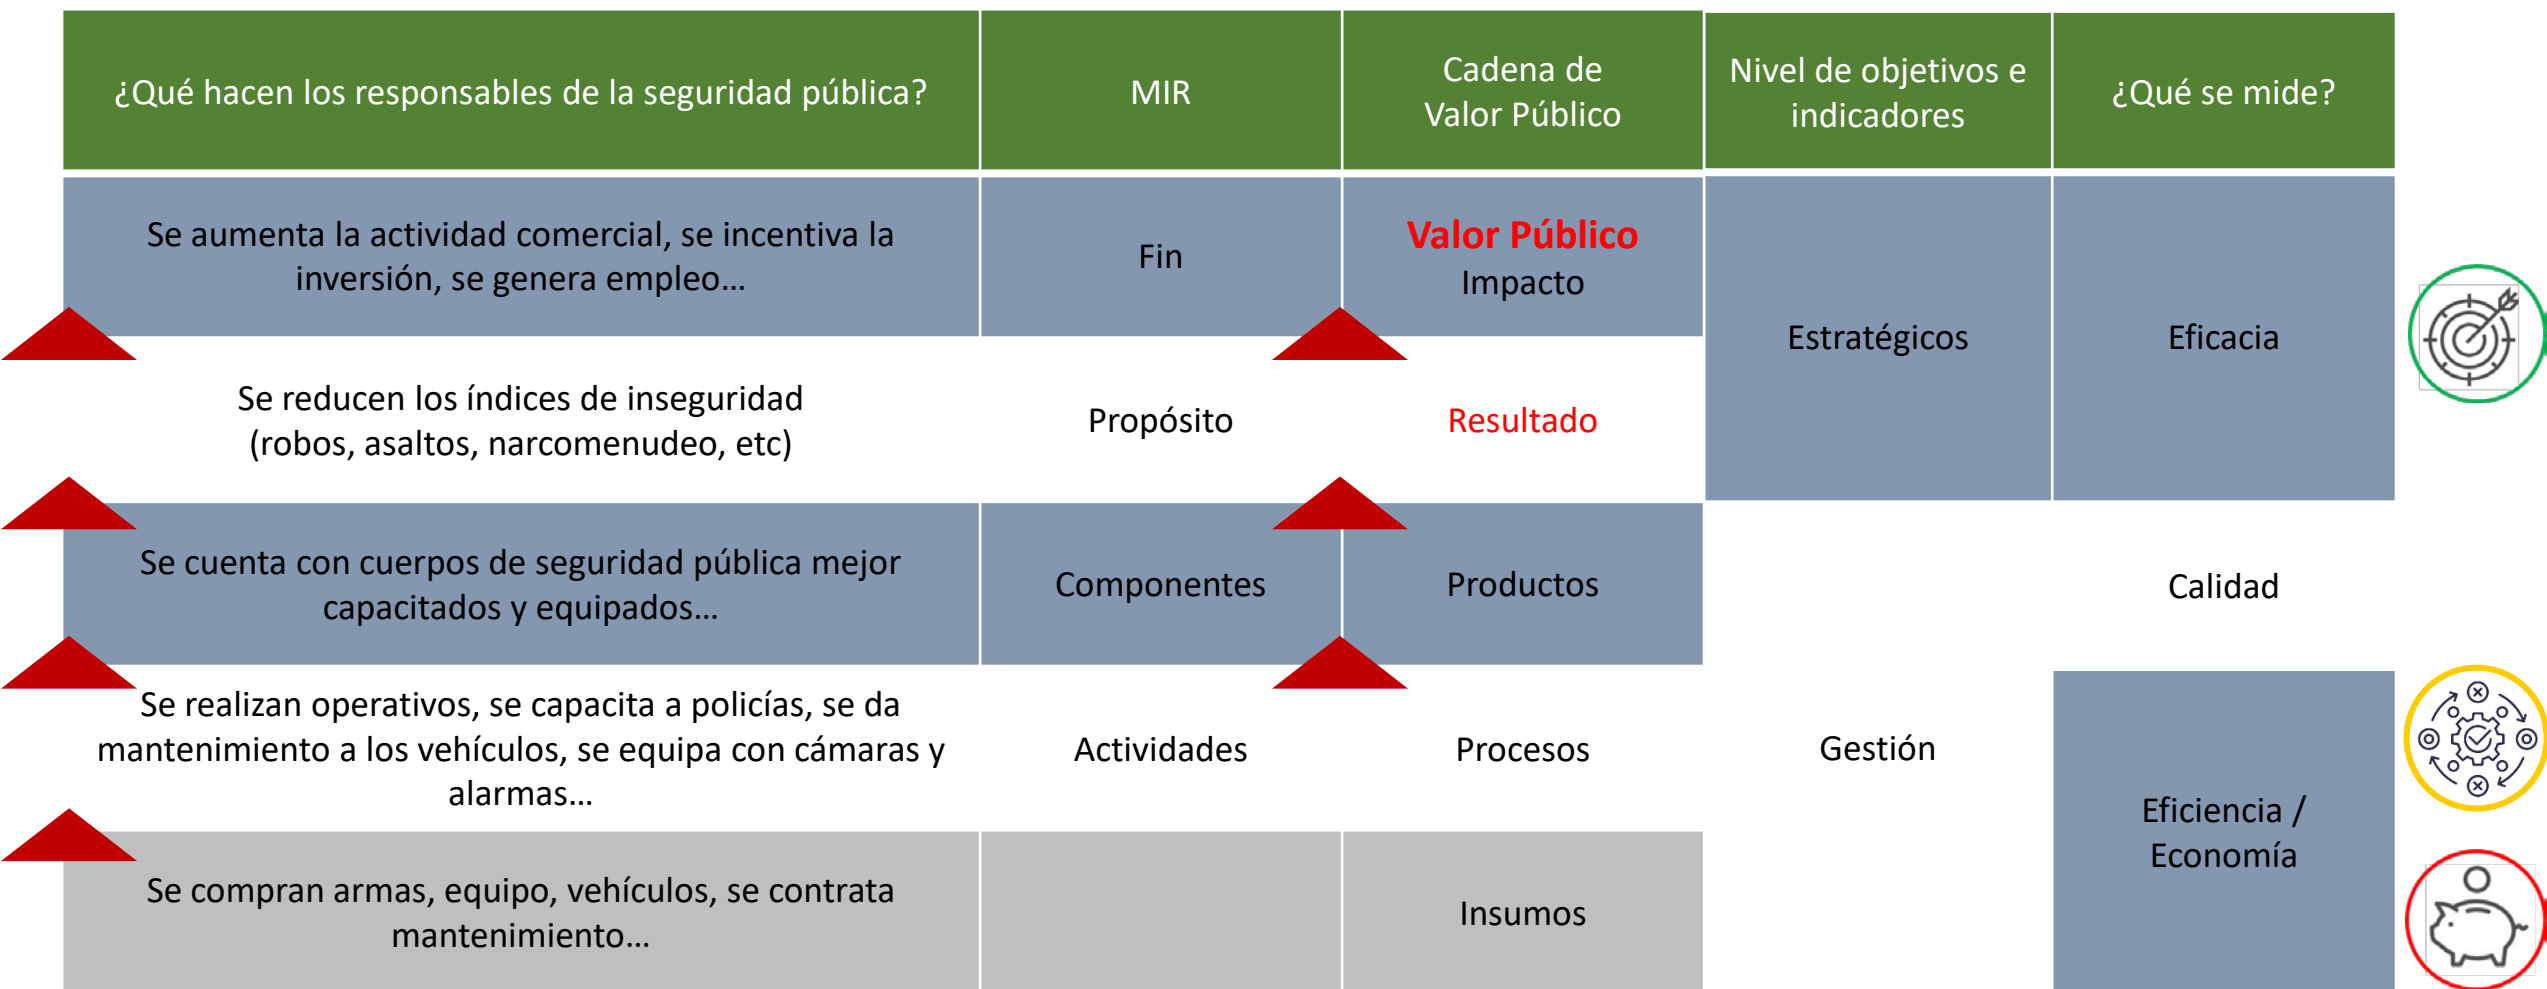 ¿Qué hacen los responsables de la seguridad pública?
MIR
Cadena de
Valor Público
Nivel de objetivos e
indicadores
¿Qué se mide?
Se aumenta la actividad comercial, se incentiva la
inversión, se genera empleo…
Fin
Valor Público
Impacto
Estratégicos
Eficacia
Se reducen los índices de inseguridad
(robos, asaltos, narcomenudeo, etc)
Propósito
Resultado
Se cuenta con cuerpos de seguridad pública mejor
capacitados y equipados…
Componentes
Productos
Calidad
Se realizan operativos, se capacita a policías, se da
mantenimiento a los vehículos, se equipa con cámaras y
alarmas…
Actividades
Procesos
Gestión
Eficiencia /
Economía
Se compran armas, equipo, vehículos, se contrata
mantenimiento…
Insumos